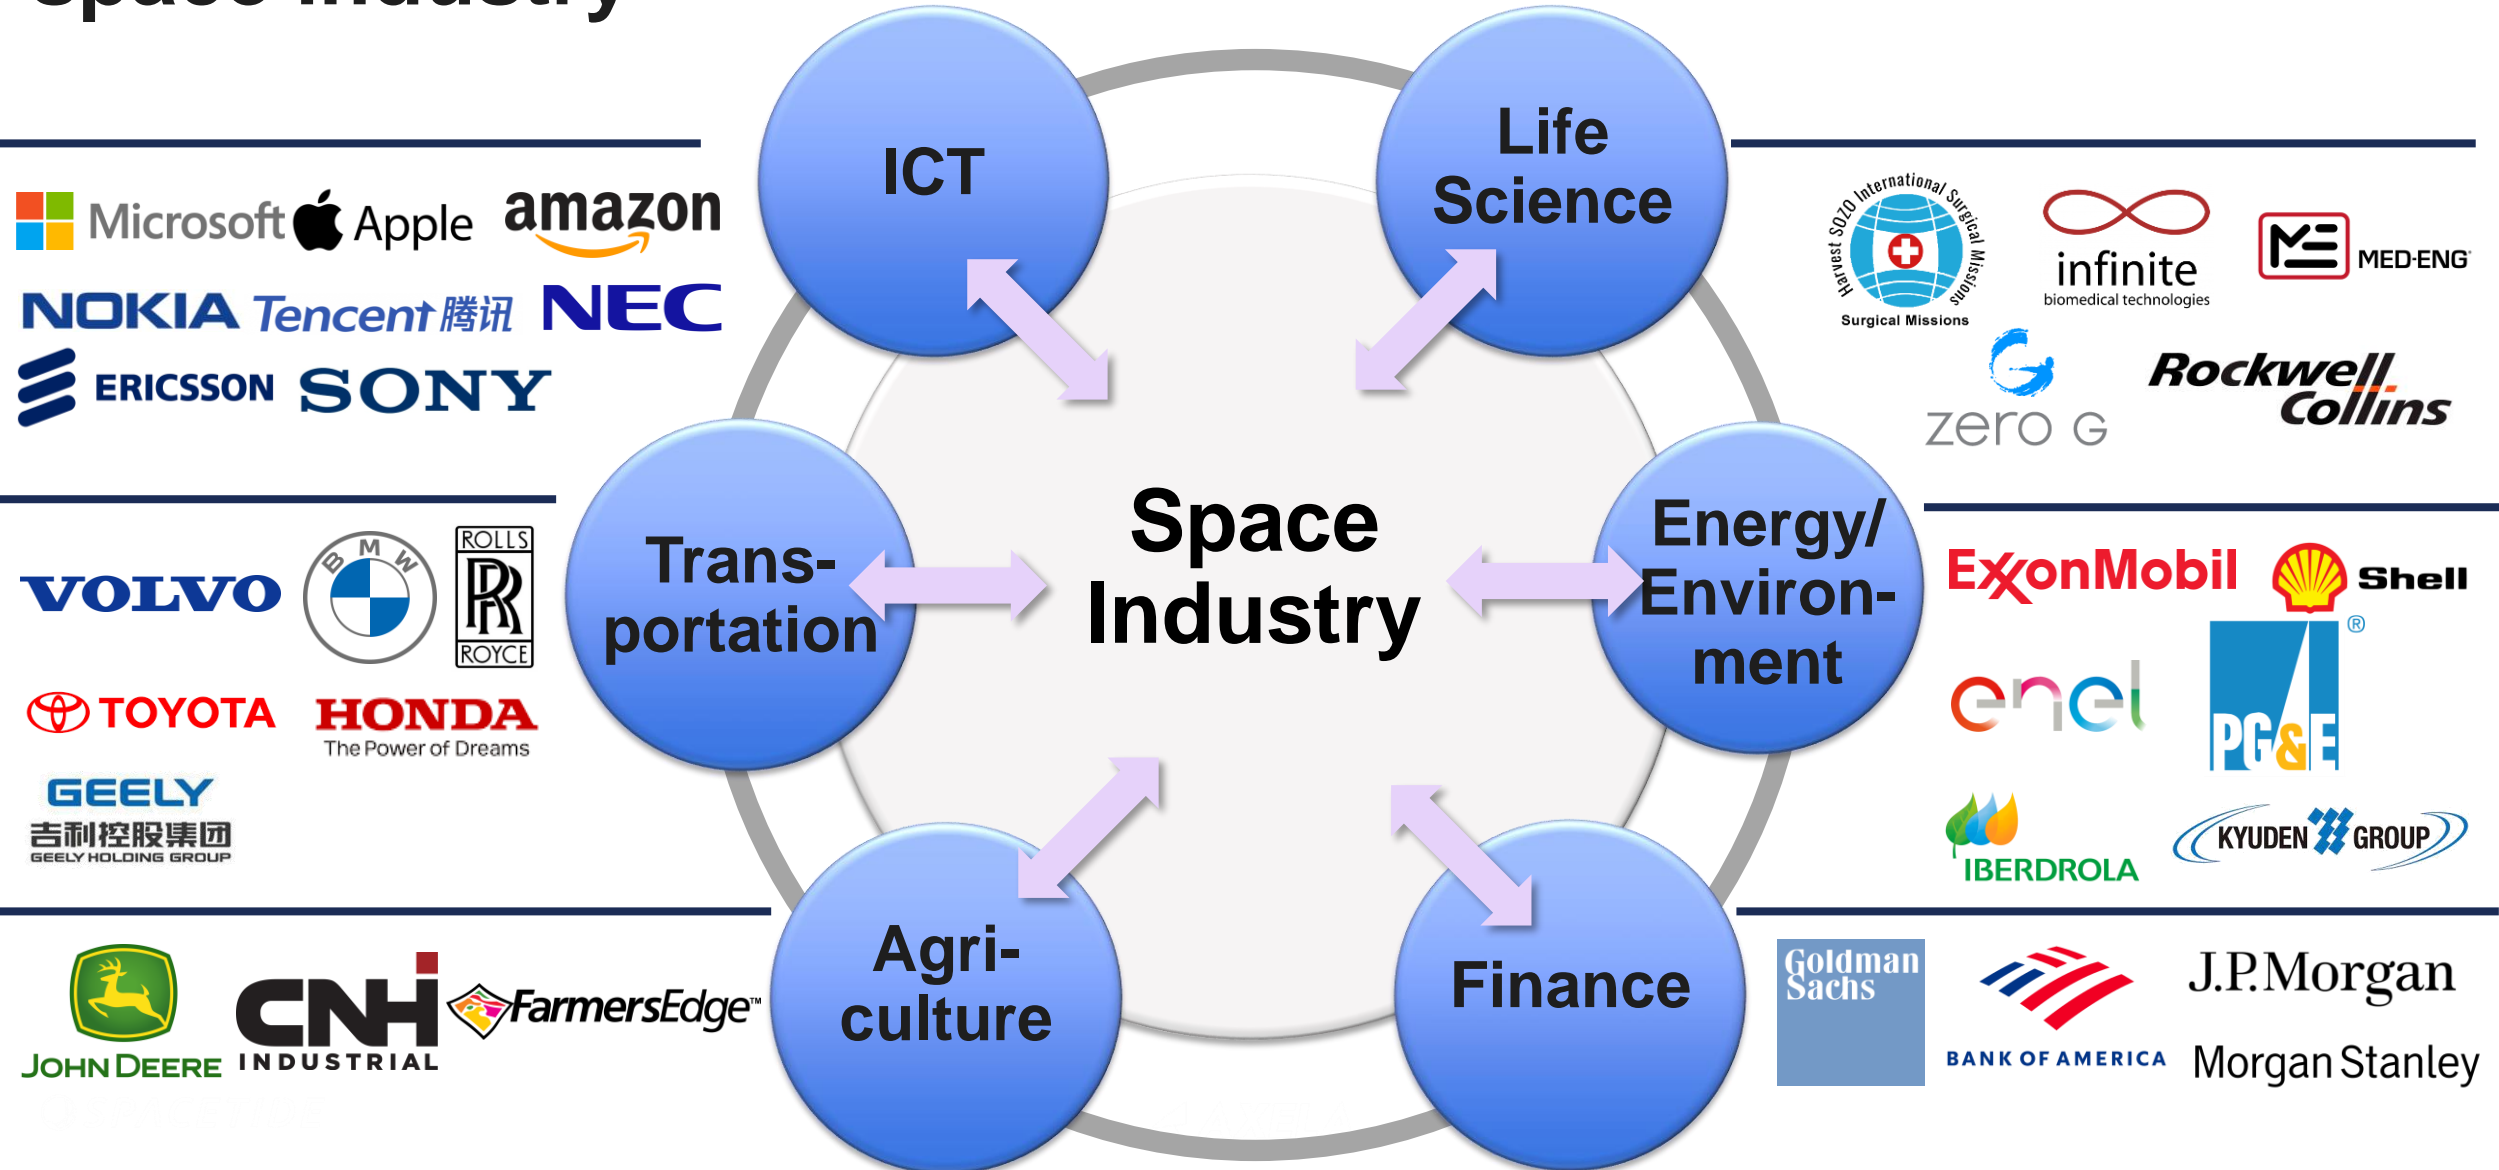 Space Industry
ICT
Life
Science
Microsoft
Apple
amazon
NOKIA
Tencent 腾讯
NEC
ERICSSON
SONY
Harvest SOZO International Surgical Missions
Surgical Missions
infinite
biomedical technologies
MED-ENG
zero G
Rockwell
Collins
Trans-
portation
Space
Industry
Energy/
Environ-
ment
VOLVO
BMW
ROLLS
RR
ROYCE
TOYOTA
HONDA
The Power of Dreams
GEELY
吉利控股集团
GEELY HOLDING GROUP
ExxonMobil
Shell
enel
PG&E®
IBERDROLA
KYUDEN GROUP
Agri-
culture
Finance
JOHN DEERE
CNH
INDUSTRIAL
FarmersEdge™
Goldman
Sachs
BANK OF AMERICA
J.P.Morgan
Morgan Stanley